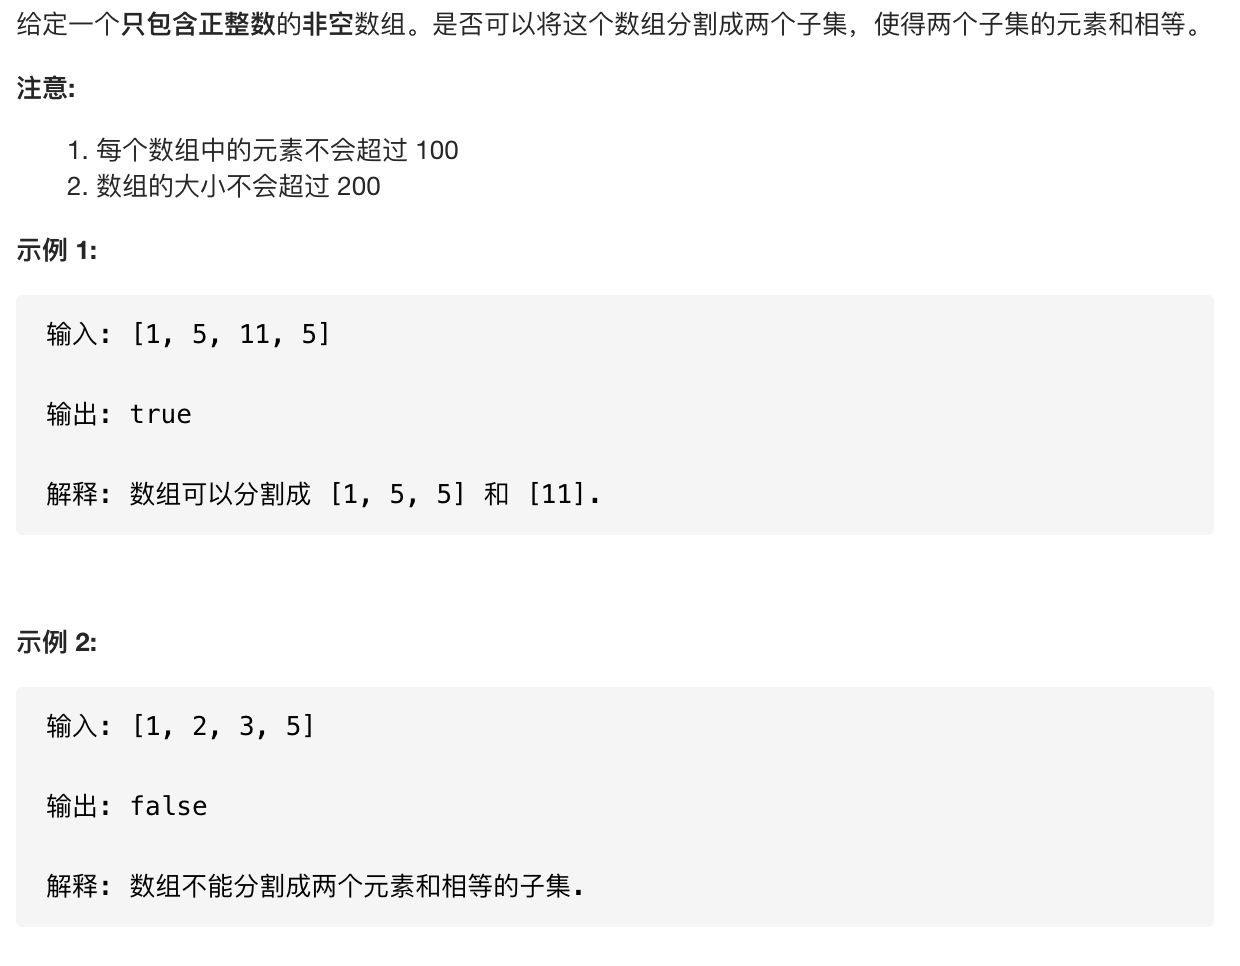 给定一个只包含正整数的非空数组。是否可以将这个数组分割成两个子集，使得两个子集的元素和相等。
注意:
1. 每个数组中的元素不会超过 100
2. 数组的大小不会超过 200
示例 1:
输入: [1, 5, 11, 5]
输出: true
解释: 数组可以分割成 [1, 5, 5] 和 [11].
示例 2:
输入: [1, 2, 3, 5]
输出: false
解释: 数组不能分割成两个元素和相等的子集.